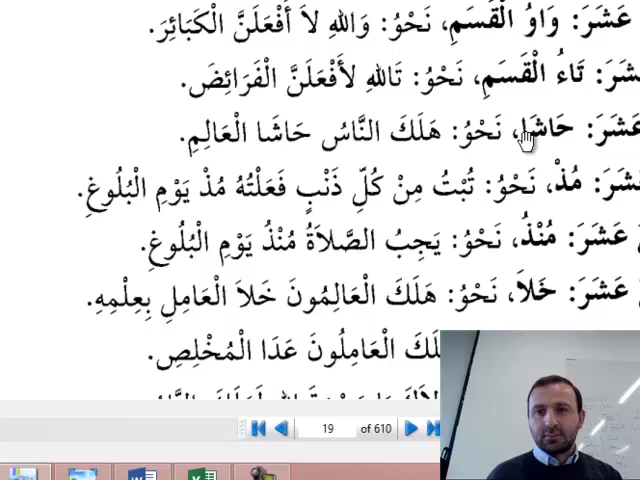 عَشَرَ: وَاوُ الْقَسَمِ، نَحْوُ: وَاللهِ لاَ أَفْعَلَنَّ الْكَبَائِرَ.
عَشَرَ: تَاءُ الْقَسَمِ، نَحْوُ: تَاللهِ لأَفْعَلَنَّ الْفَرَائِضَ.
عَشَرَ: حَاشَا، نَحْوُ: هَلَكَ النَّاسُ حَاشَا الْعَالِمِ.
عَشَرَ: مُذْ، نَحْوُ: تُبْتُ مِنْ كُلِّ ذَنْبٍ فَعَلْتُهُ مُذْ يَوْمِ الْبُلُوغِ.
عَشَرَ: مُنْذُ، نَحْوُ: يَجِبُ الصَّلاَةُ مُنْذُ يَوْمِ الْبُلُوغِ.
عَشَرَ: خَلاَ، نَحْوُ: هَلَكَ الْعَالِمُونَ خَلاَ الْعَامِلِ بِعِلْمِهِ.
الْعَامِلُونَ عَدَا الْمُخْلِصِ.
19 of 610